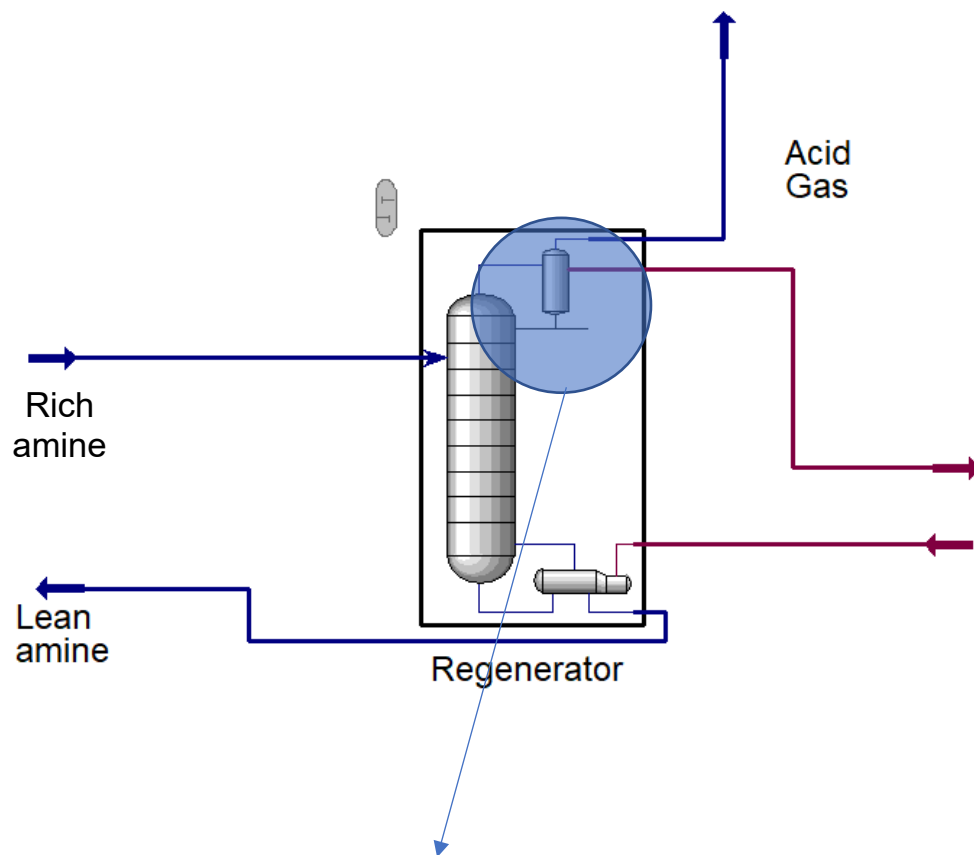 Acid
Gas
Rich
amine
Lean
amine
Regenerator